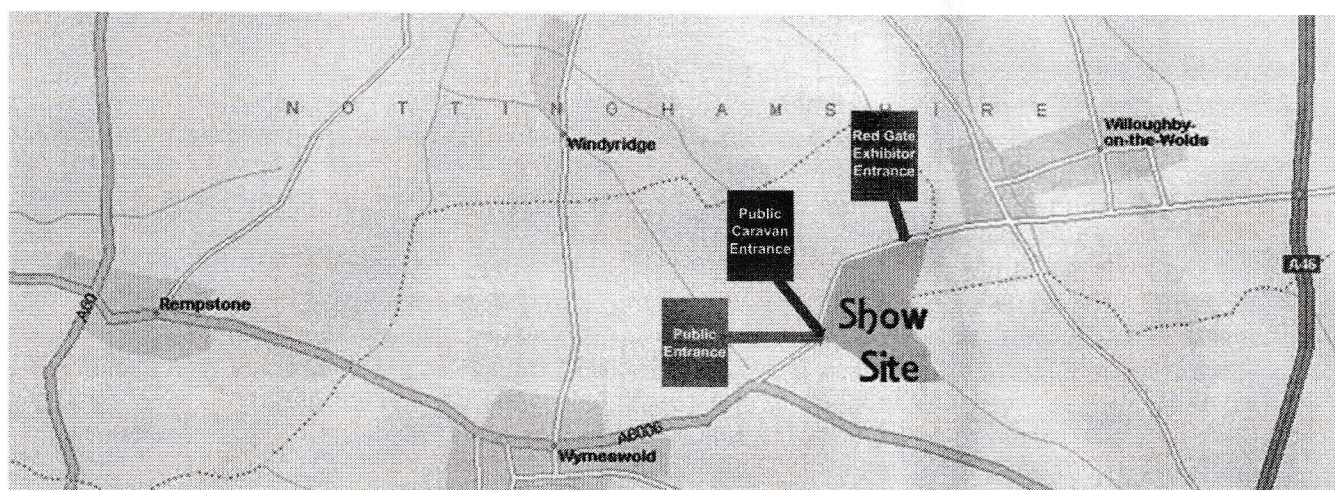 N O T T I N G H A M S H I R E
Red Gate
Exhibitor
Entrance
Willoughby-
on-the-Wolds
Windyridge
Public
Caravan
Entrance
A46
A60
Rempstone
Show
Site
Public
Entrance
A6006
Wymeswold